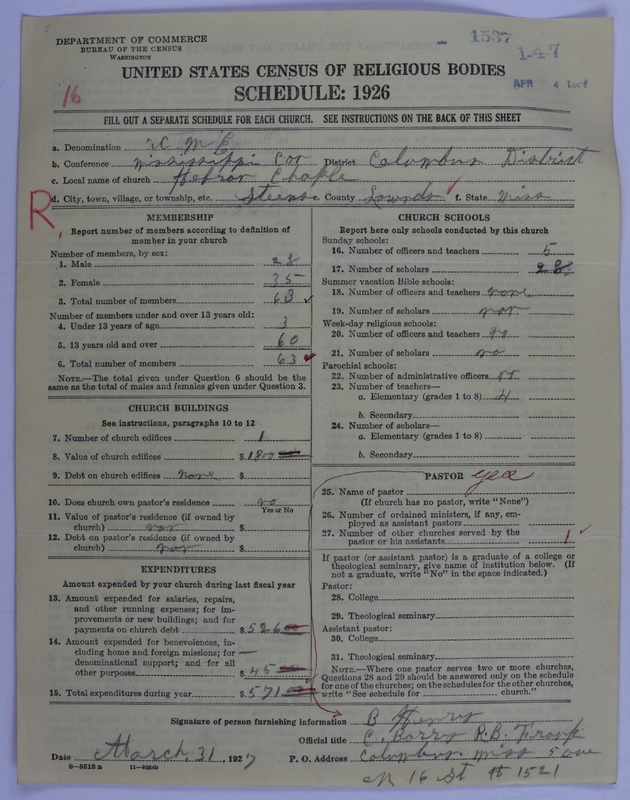 DEPARTMENT OF COMMERCE
BUREAU OF THE CENSUS
WASHINGTON
1537
147
APR 4
16
UNITED STATES CENSUS OF RELIGIOUS BODIES
SCHEDULE: 1926
FILL OUT A SEPARATE SCHEDULE FOR EACH CHURCH. SEE INSTRUCTIONS ON THE BACK OF THIS SHEET
a. Denomination C M E
b. Conference Mississippi Con District Columbus District
c. Local name of church Hebron Chaple
d. City, town, village, or township, etc. Steens e. County Lownds f. State Miss
R,
MEMBERSHIP
Report number of members according to definition of
member in your church
Number of members, by sex:
1. Male 28
2. Female 35
3. Total number of members 63
Number of members under and over 13 years old:
4. Under 13 years of age 3
5. 13 years old and over 60
6. Total number of members 63
NOTE.—The total given under Question 6 should be the
same as the total of males and females given under Question 3.
CHURCH BUILDINGS
See instructions, paragraphs 10 to 12
7. Number of church edifices 1
8. Value of church edifices $ 1800
9. Debt on church edifices none $
10. Does church own pastor's residence no
Yes or No
11. Value of pastor's residence (if owned by
church) $
12. Debt on pastor's residence (if owned by
church) $
EXPENDITURES
Amount expended by your church during last fiscal year
13. Amount expended for salaries, repairs,
and other running expenses; for im-
provements or new buildings; and for
payments on church debt $ 526
14. Amount expended for benevolences, in-
cluding home and foreign missions; for
denominational support; and for all
other purposes $ 45
15. Total expenditures during year $ 571
CHURCH SCHOOLS
Report here only schools conducted by this church
Sunday schools:
16. Number of officers and teachers 5
17. Number of scholars 28
Summer vacation Bible schools:
18. Number of officers and teachers none
19. Number of scholars
Week-day religious schools:
20. Number of officers and teachers no
21. Number of scholars no
Parochial schools:
22. Number of administrative officers
23. Number of teachers—
a. Elementary (grades 1 to 8)
b. Secondary
24. Number of scholars—
a. Elementary (grades 1 to 8)
b. Secondary
PASTOR yes
25. Name of pastor
(If church has no pastor, write "None")
26. Number of ordained ministers, if any, em-
ployed as assistant pastors
27. Number of other churches served by the
pastor or his assistants 1
If pastor (or assistant pastor) is a graduate of a college or
theological seminary, give name of institution below. (If
not a graduate, write "No" in the space indicated.)
Pastor:
28. College
29. Theological seminary
Assistant pastor:
30. College
31. Theological seminary
NOTE.—Where one pastor serves two or more churches,
Questions 28 and 29 should be answered only on the schedule
for one of the churches; on the schedules for the other churches,
write "See schedule for church."
Signature of person furnishing information B Henry
Official title C. Barry R.B.
Date March, 31, 1927 P. O. Address Columbus Miss 5 ave
N 16 St # 1521
8—5518 a 11—9024b